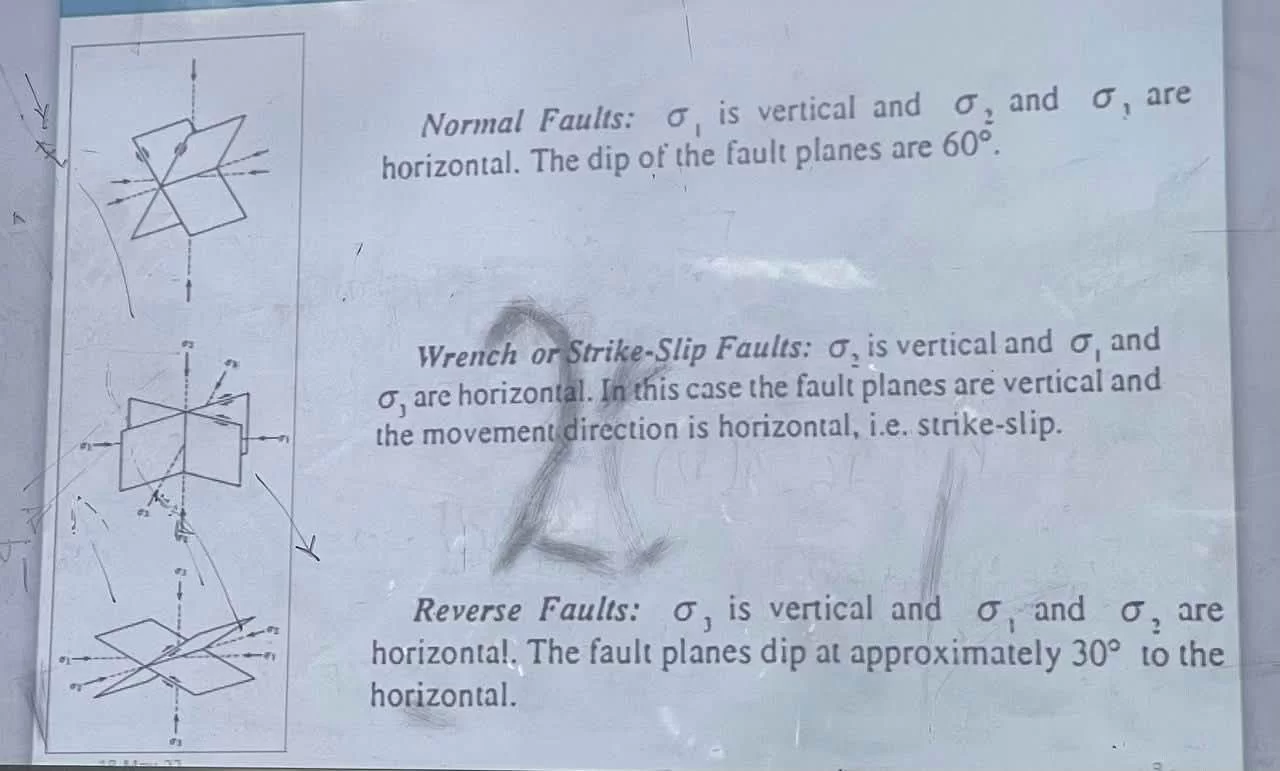 Normal Faults: σ₁ is vertical and σ₂ and σ₃ are
horizontal. The dip of the fault planes are 60°.
Wrench or Strike-Slip Faults: σ₂ is vertical and σ₁ and
σ₃ are horizontal. In this case the fault planes are vertical and
the movement direction is horizontal, i.e. strike-slip.
Reverse Faults: σ₃ is vertical and σ₁ and σ₂ are
horizontal. The fault planes dip at approximately 30° to the
horizontal.